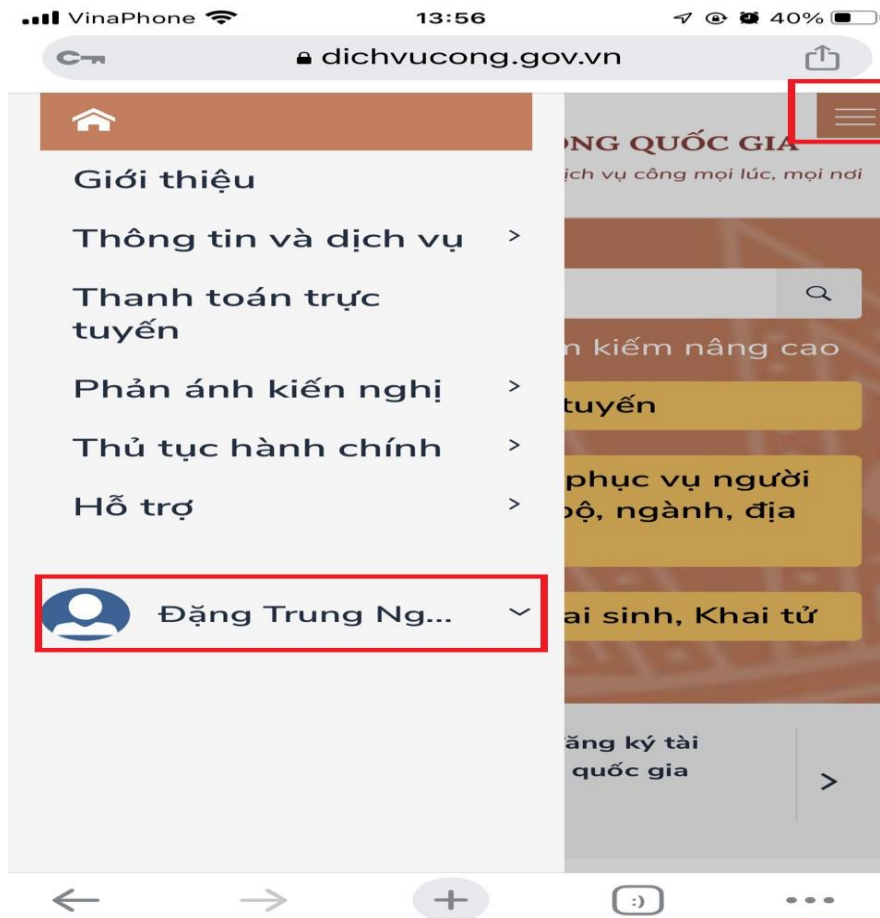 VinaPhone 13:56 40%
dichvucong.gov.vn
ỌNG QUỐC GIA
ịch vụ công mọi lúc, mọi nơi
Giới thiệu
Thông tin và dịch vụ >
Thanh toán trực
tuyến
Phản ánh kiến nghị >
Thủ tục hành chính >
Hỗ trợ >
Đặng Trung Ng...
m kiếm nâng cao
tuyến
phục vụ người
bộ, ngành, địa
ai sinh, Khai tử
ăng ký tài
quốc gia